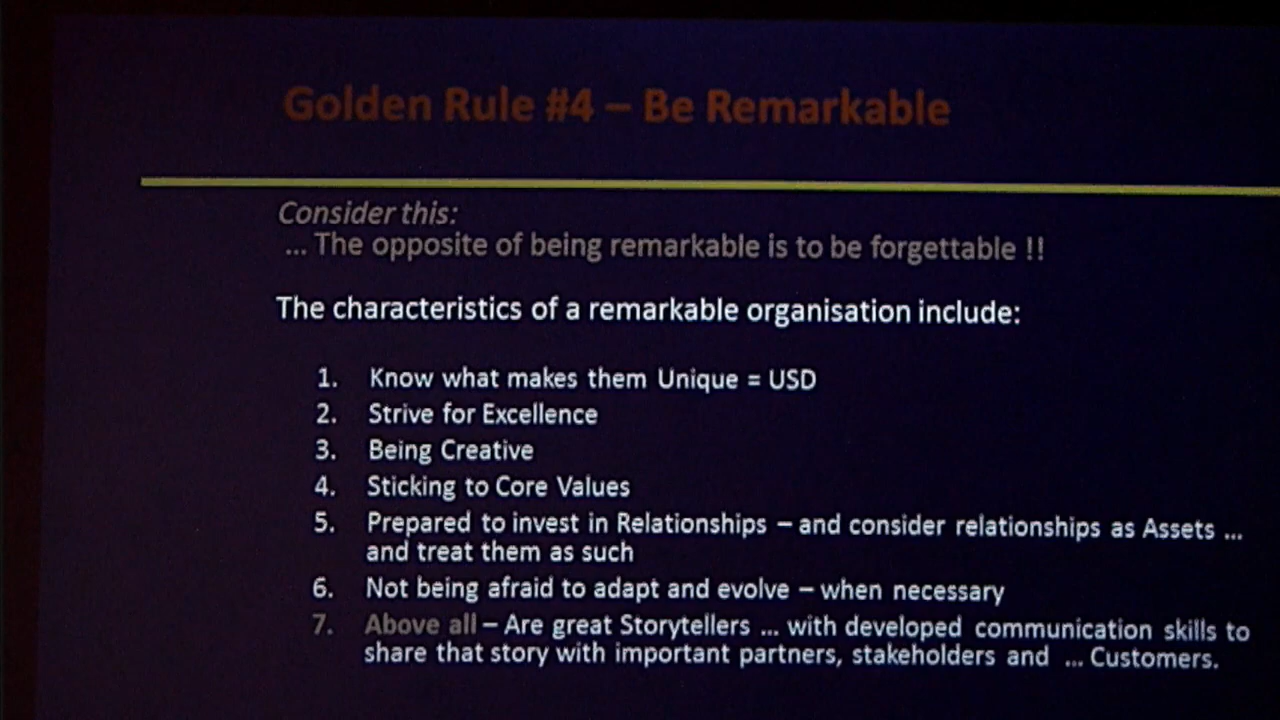 Golden Rule #4 – Be Remarkable
Consider this:
... The opposite of being remarkable is to be forgettable !!
The characteristics of a remarkable organisation include:
1. Know what makes them Unique = USD
2. Strive for Excellence
3. Being Creative
4. Sticking to Core Values
5. Prepared to invest in Relationships – and consider relationships as Assets ...
and treat them as such
6. Not being afraid to adapt and evolve – when necessary
7. Above all – Are great Storytellers ... with developed communication skills to
share that story with important partners, stakeholders and ... Customers.